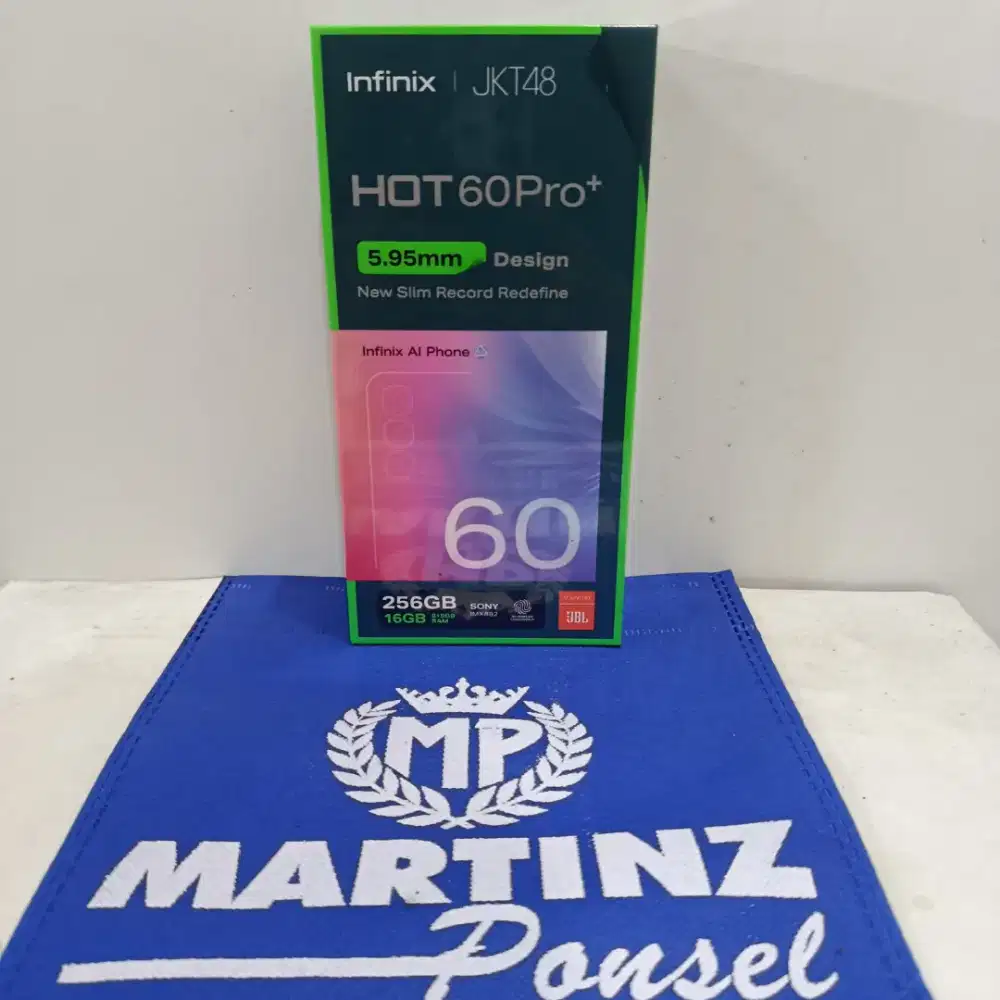 Infinix | JKT48
HOT 60 Pro+
5.95mm Design
New Slim Record Redefine
Infinix AI Phone
60
256GB
16GB
SONY
JBL
MP
MARTINZ
Ponsel